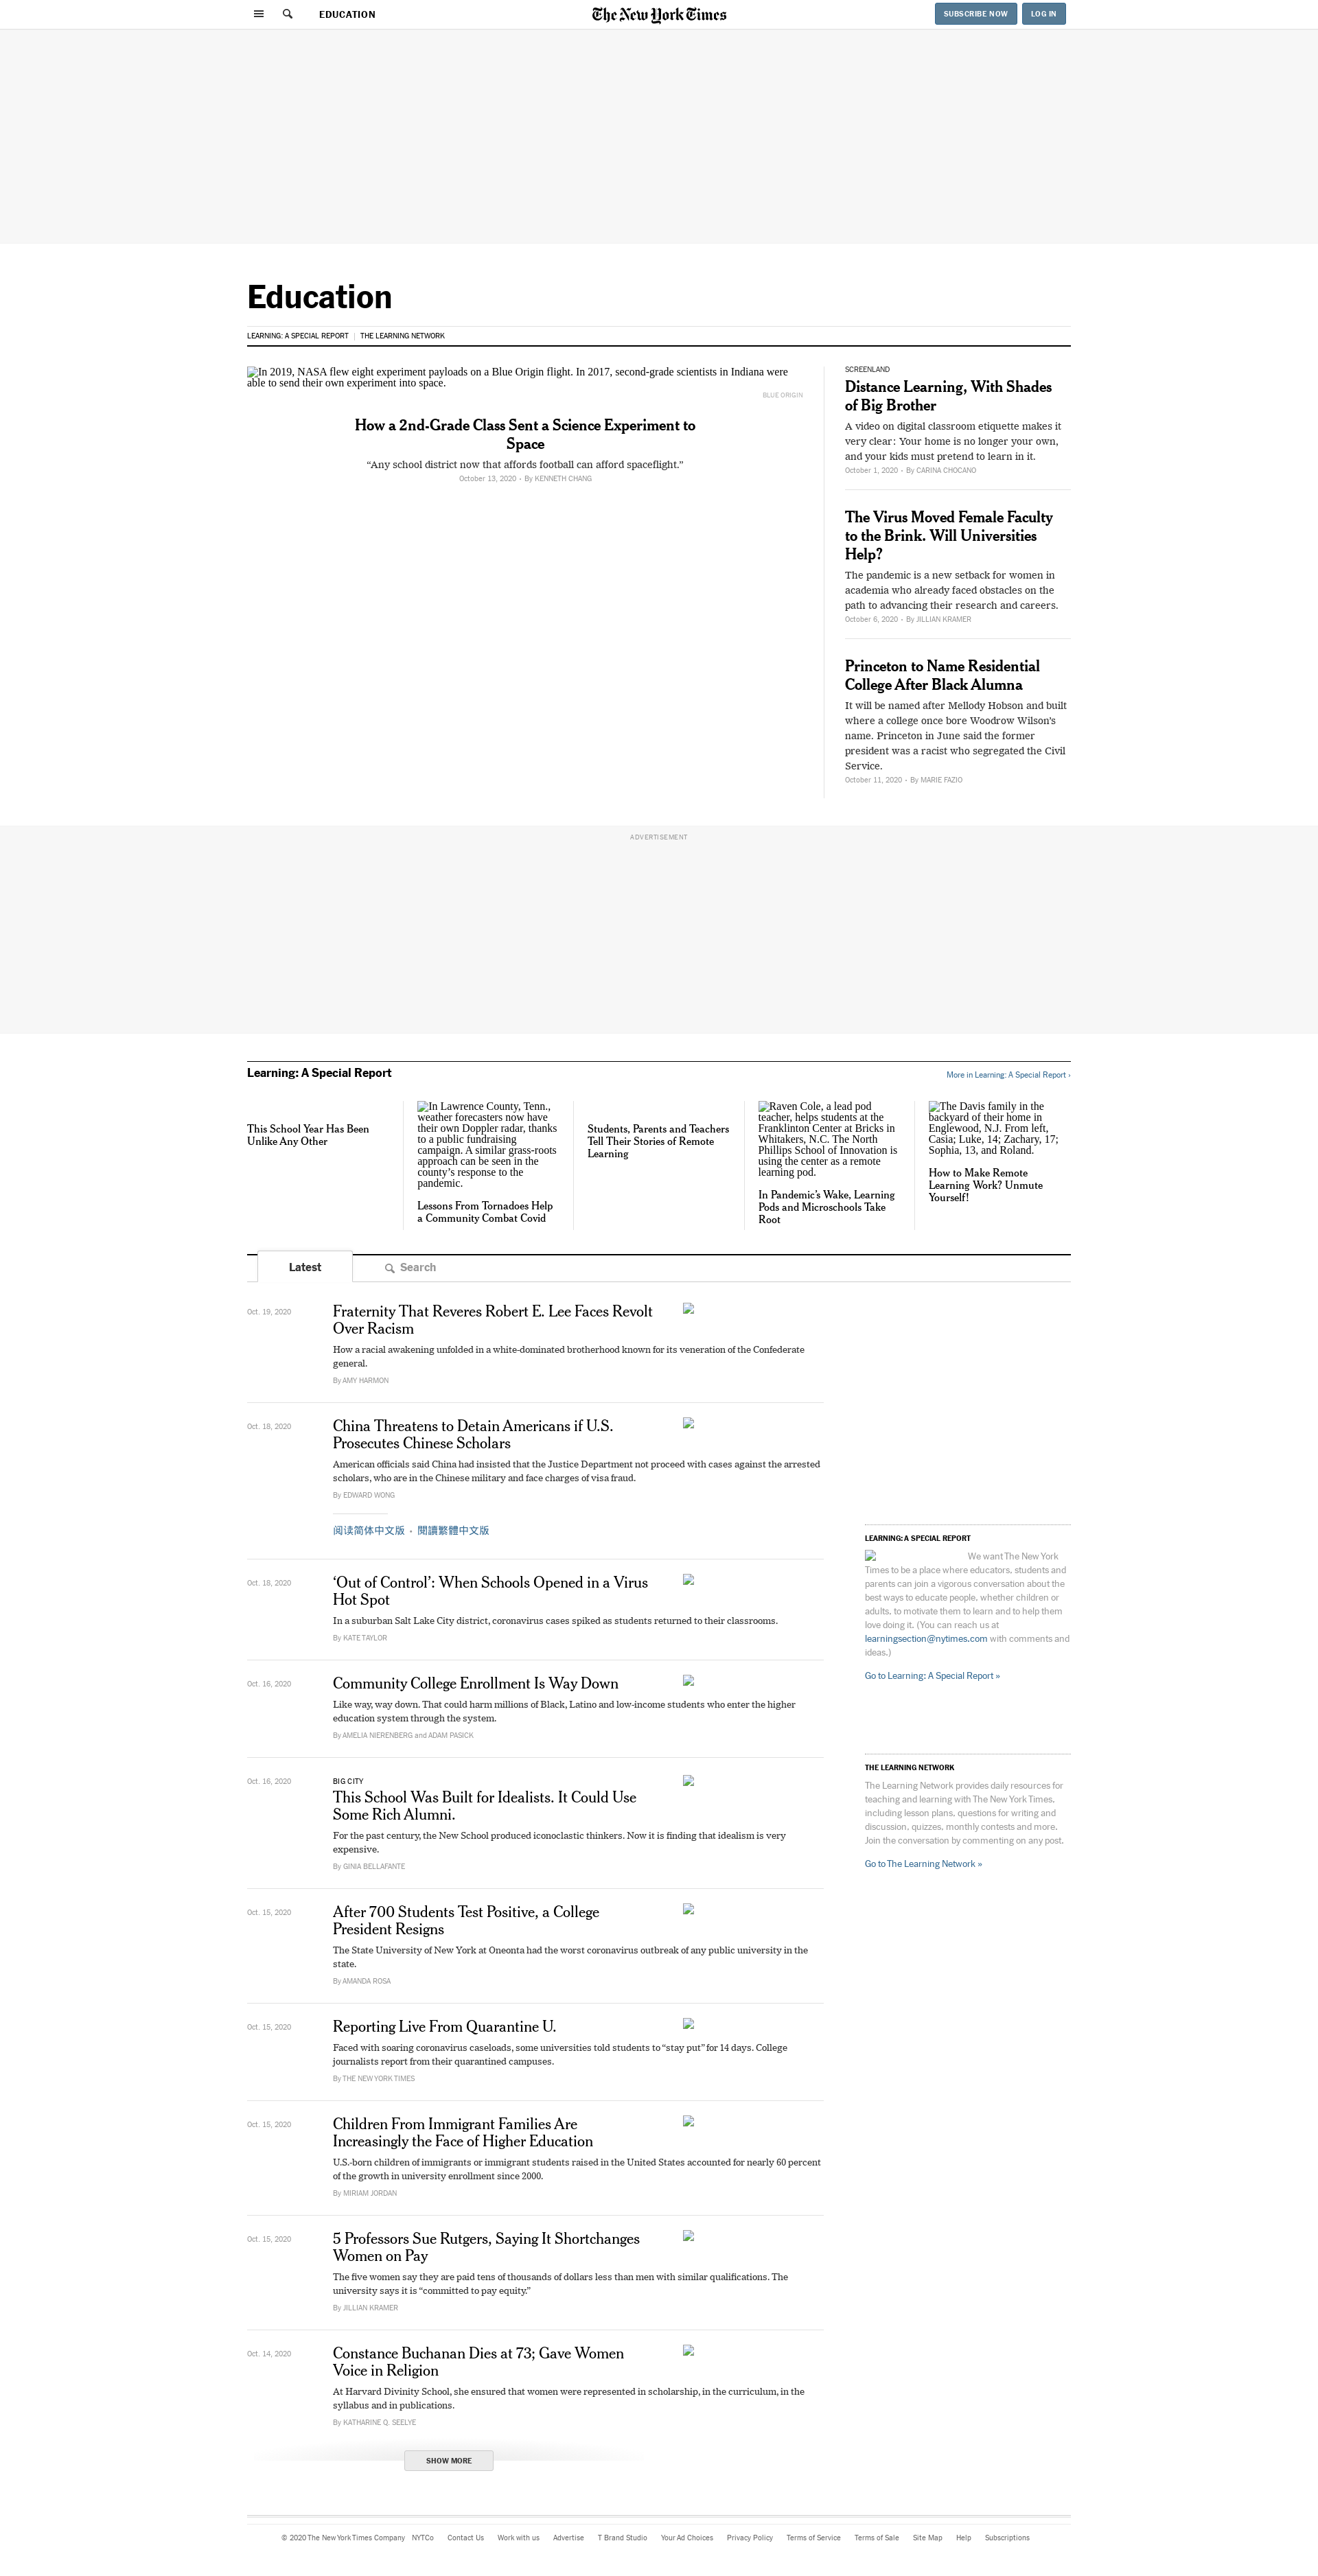 EDUCATION
The New York Times
SUBSCRIBE NOW
LOG IN
Education
LEARNING: A SPECIAL REPORT
THE LEARNING NETWORK
In 2019, NASA flew eight experiment payloads on a Blue Origin flight. In 2017, second-grade scientists in Indiana were
able to send their own experiment into space.
BLUE ORIGIN
How a 2nd-Grade Class Sent a Science Experiment to
Space
“Any school district now that affords football can afford spaceflight.”
October 13, 2020 - By KENNETH CHANG
SCREENLAND
Distance Learning, With Shades
of Big Brother
A video on digital classroom etiquette makes it
very clear: Your home is no longer your own,
and your kids must pretend to learn in it.
October 1, 2020 - By CARINA CHOCANO
The Virus Moved Female Faculty
to the Brink. Will Universities
Help?
The pandemic is a new setback for women in
academia who already faced obstacles on the
path to advancing their research and careers.
October 6, 2020 - By JILLIAN KRAMER
Princeton to Name Residential
College After Black Alumna
It will be named after Mellody Hobson and built
where a college once bore Woodrow Wilson’s
name. Princeton in June said the former
president was a racist who segregated the Civil
Service.
October 11, 2020 - By MARIE FAZIO
ADVERTISEMENT
Learning: A Special Report
More in Learning: A Special Report ›
This School Year Has Been
Unlike Any Other
In Lawrence County, Tenn.,
weather forecasters now have
their own Doppler radar, thanks
to a public fundraising
campaign. A similar grass-roots
approach can be seen in the
county’s response to the
pandemic.
Lessons From Tornadoes Help
a Community Combat Covid
Students, Parents and Teachers
Tell Their Stories of Remote
Learning
Raven Cole, a lead pod
teacher, helps students at the
Franklinton Center at Bricks in
Whitakers, N.C. The North
Phillips School of Innovation is
using the center as a remote
learning pod.
In Pandemic’s Wake, Learning
Pods and Microschools Take
Root
The Davis family in the
backyard of their home in
Englewood, N.J. From left,
Casia; Luke, 14; Zachary, 17;
Sophia, 13, and Roland.
How to Make Remote
Learning Work? Unmute
Yourself!
Latest
Search
Oct. 19, 2020
Fraternity That Reveres Robert E. Lee Faces Revolt
Over Racism
How a racial awakening unfolded in a white-dominated brotherhood known for its veneration of the Confederate
general.
By AMY HARMON
Oct. 18, 2020
China Threatens to Detain Americans if U.S.
Prosecutes Chinese Scholars
American officials said China had insisted that the Justice Department not proceed with cases against the arrested
scholars, who are in the Chinese military and face charges of visa fraud.
By EDWARD WONG
阅读简体中文版 • 閱讀繁體中文版
Oct. 18, 2020
‘Out of Control’: When Schools Opened in a Virus
Hot Spot
In a suburban Salt Lake City district, coronavirus cases spiked as students returned to their classrooms.
By KATE TAYLOR
Oct. 16, 2020
Community College Enrollment Is Way Down
Like way, way down. That could harm millions of Black, Latino and low-income students who enter the higher
education system through the system.
By AMELIA NIERENBERG and ADAM PASICK
Oct. 16, 2020
BIG CITY
This School Was Built for Idealists. It Could Use
Some Rich Alumni.
For the past century, the New School produced iconoclastic thinkers. Now it is finding that idealism is very
expensive.
By GINIA BELLAFANTE
Oct. 15, 2020
After 700 Students Test Positive, a College
President Resigns
The State University of New York at Oneonta had the worst coronavirus outbreak of any public university in the
state.
By AMANDA ROSA
Oct. 15, 2020
Reporting Live From Quarantine U.
Faced with soaring coronavirus caseloads, some universities told students to “stay put” for 14 days. College
journalists report from their quarantined campuses.
By THE NEW YORK TIMES
Oct. 15, 2020
Children From Immigrant Families Are
Increasingly the Face of Higher Education
U.S.-born children of immigrants or immigrant students raised in the United States accounted for nearly 60 percent
of the growth in university enrollment since 2000.
By MIRIAM JORDAN
Oct. 15, 2020
5 Professors Sue Rutgers, Saying It Shortchanges
Women on Pay
The five women say they are paid tens of thousands of dollars less than men with similar qualifications. The
university says it is “committed to pay equity.”
By JILLIAN KRAMER
Oct. 14, 2020
Constance Buchanan Dies at 73; Gave Women
Voice in Religion
At Harvard Divinity School, she ensured that women were represented in scholarship, in the curriculum, in the
syllabus and in publications.
By KATHARINE Q. SEELYE
SHOW MORE
LEARNING: A SPECIAL REPORT
We want The New York
Times to be a place where educators, students and
parents can join a vigorous conversation about the
best ways to educate people, whether children or
adults, to motivate them to learn and to help them
love doing it. (You can reach us at
learningsection@nytimes.com with comments and
ideas.)
Go to Learning: A Special Report »
THE LEARNING NETWORK
The Learning Network provides daily resources for
teaching and learning with The New York Times,
including lesson plans, questions for writing and
discussion, quizzes, monthly contests and more.
Join the conversation by commenting on any post.
Go to The Learning Network »
© 2020 The New York Times Company NYTCo Contact Us Work with us Advertise T Brand Studio Your Ad Choices Privacy Policy Terms of Service Terms of Sale Site Map Help Subscriptions